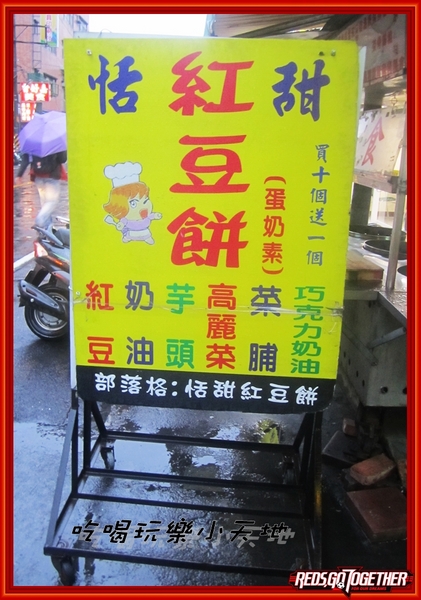 恬 紅豆餅 甜
買十個送一個
(蛋奶素)
紅豆
奶油
芋頭
高麗菜
菜脯
巧克力奶油
部落格:恬甜紅豆餅
吃喝玩樂小天地
REDSGOTOGETHER